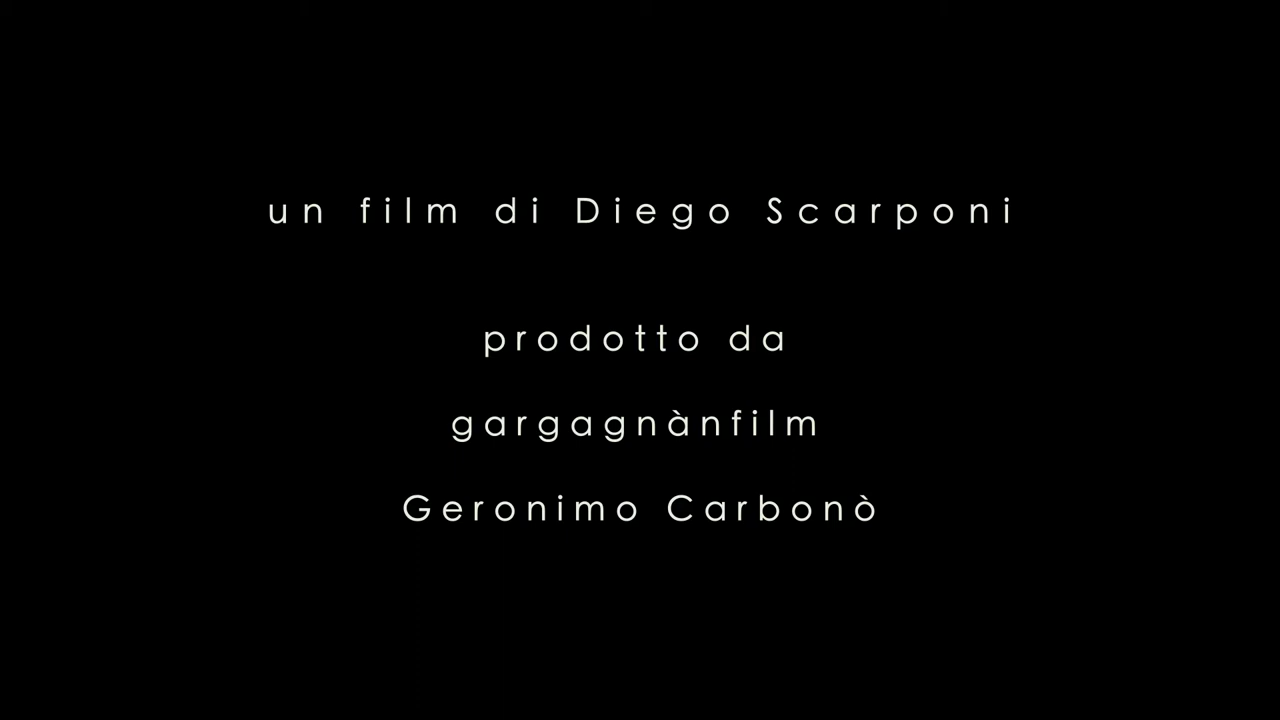 un film di Diego Scarponi
prodotto da
gargagnànfilm
Geronimo Carbonò